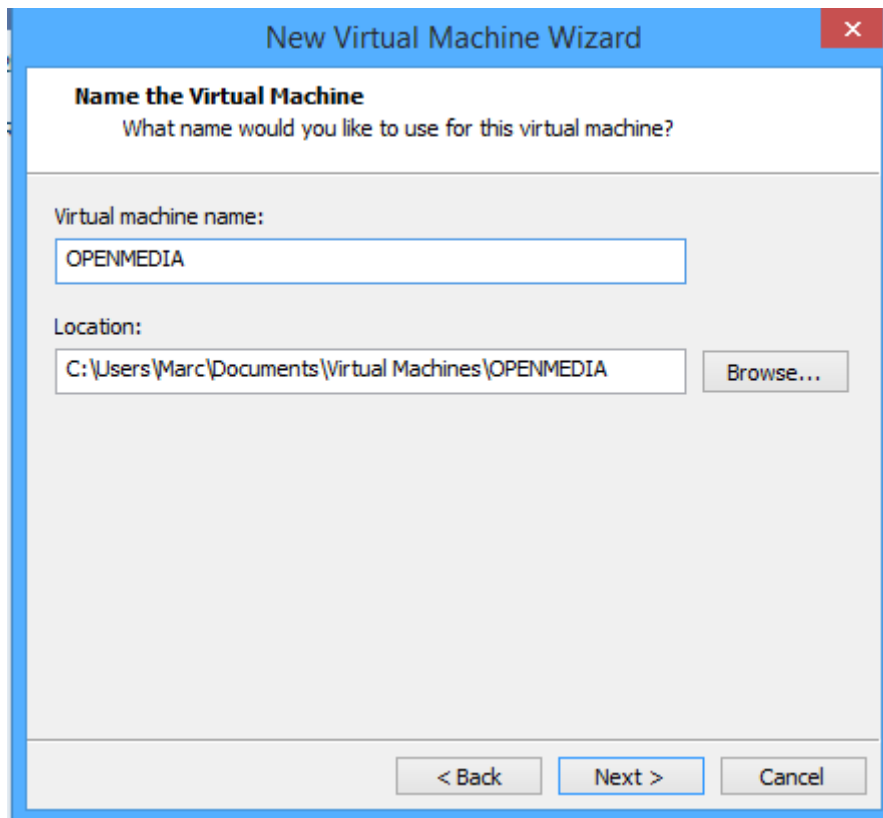 New Virtual Machine Wizard
Name the Virtual Machine
What name would you like to use for this virtual machine?
Virtual machine name:
OPENMEDIA
Location:
C:\Users\Marc\Documents\Virtual Machines\OPENMEDIA
Browse...
< Back
Next >
Cancel